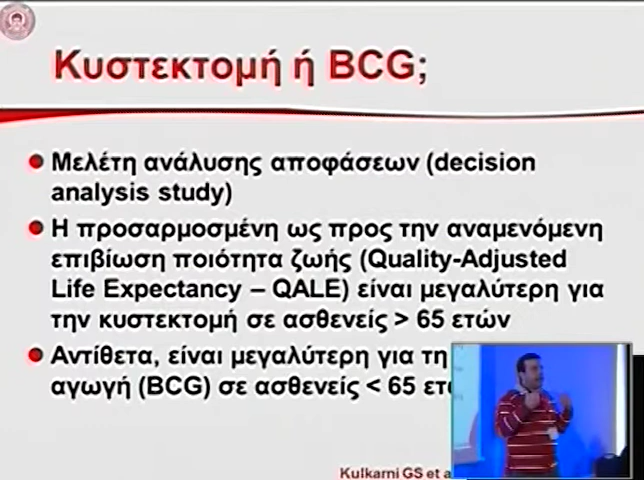 Κυστεκτομή ή BCG;
Μελέτη ανάλυσης αποφάσεων (decision
analysis study)
Η προσαρμοσμένη ως προς την αναμενόμενη
επιβίωση ποιότητα ζωής (Quality-Adjusted
Life Expectancy – QALE) είναι μεγαλύτερη για
την κυστεκτομή σε ασθενείς > 65 ετών
Αντίθετα, είναι μεγαλύτερη για τη
αγωγή (BCG) σε ασθενείς < 65
Kulkarni GS et